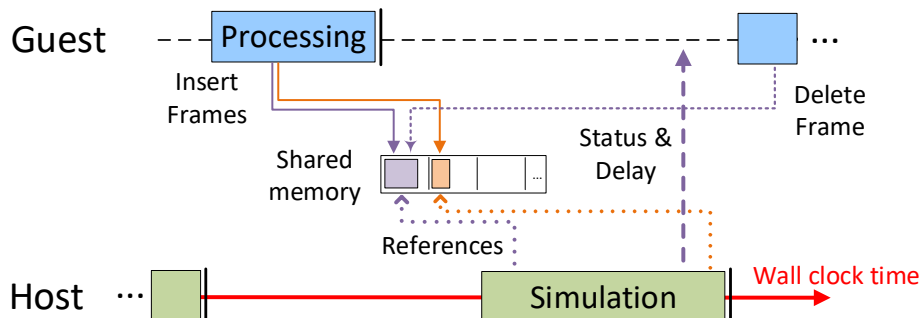 Guest
Processing
...
Insert
Frames
Delete
Frame
Status &
Delay
Shared
memory
...
References
Wall clock time
Host
...
Simulation